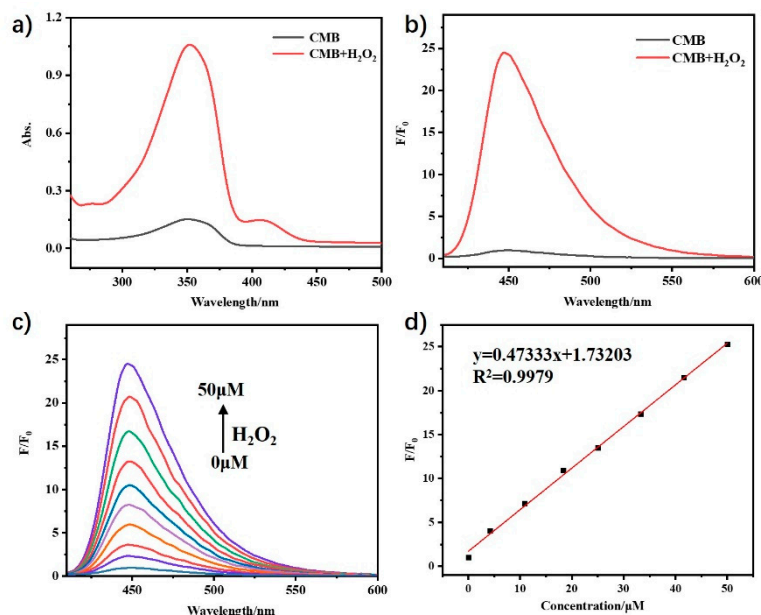 a)
CMB
CMB+H₂O₂
1.2
0.9
0.6
0.3
0.0
Abs.
250 300 350 400 450 500
Wavelength/nm
b)
CMB
CMB+H₂O₂
25
20
15
10
5
0
F/F₀
450 500 550 600
Wavelength/nm
c)
50μM
H₂O₂
0μM
25
20
15
10
5
0
F/F₀
450 500 550 600
Wavelength/nm
d)
y=0.47333x+1.73203
R²=0.9979
25
20
15
10
5
0
F/F₀
0 10 20 30 40 50
Concentration/μM